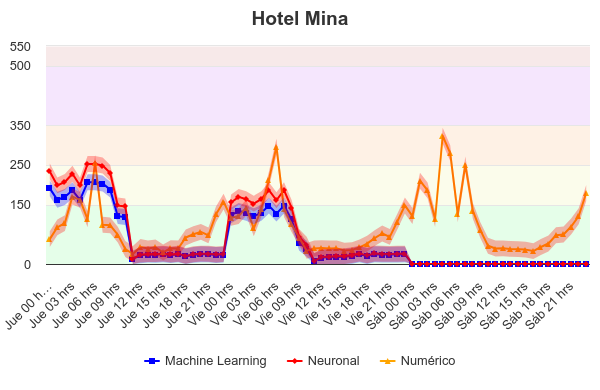 Hotel Mina
550
500
350
250
150
0
Jue 00 h...
Jue 03 hrs
Jue 06 hrs
Jue 09 hrs
Jue 12 hrs
Jue 15 hrs
Jue 18 hrs
Jue 21 hrs
Vie 00 hrs
Vie 03 hrs
Vie 06 hrs
Vie 09 hrs
Vie 12 hrs
Vie 15 hrs
Vie 18 hrs
Vie 21 hrs
Sáb 00 hrs
Sáb 03 hrs
Sáb 06 hrs
Sáb 09 hrs
Sáb 12 hrs
Sáb 15 hrs
Sáb 18 hrs
Sáb 21 hrs
Machine Learning Neuronal Numérico